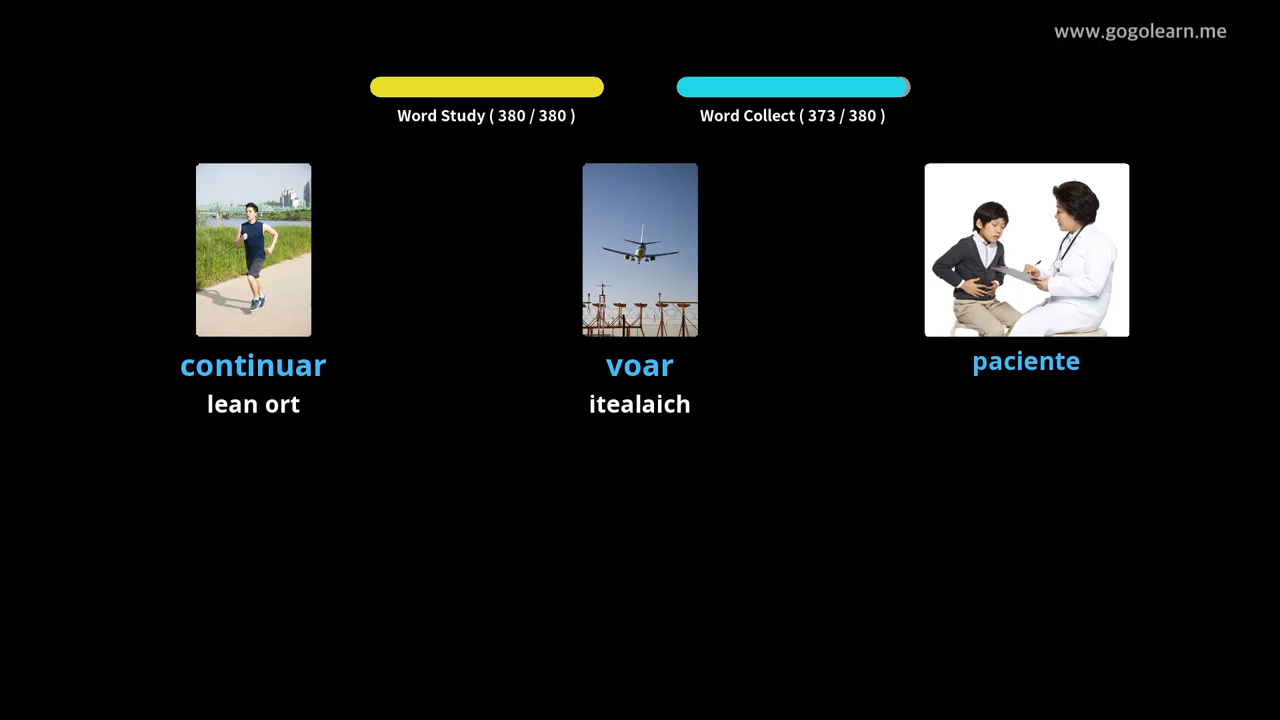 www.gogolearn.me
Word Study ( 380 / 380 )
Word Collect ( 373 / 380 )
continuar
lean ort
voar
itealaich
paciente